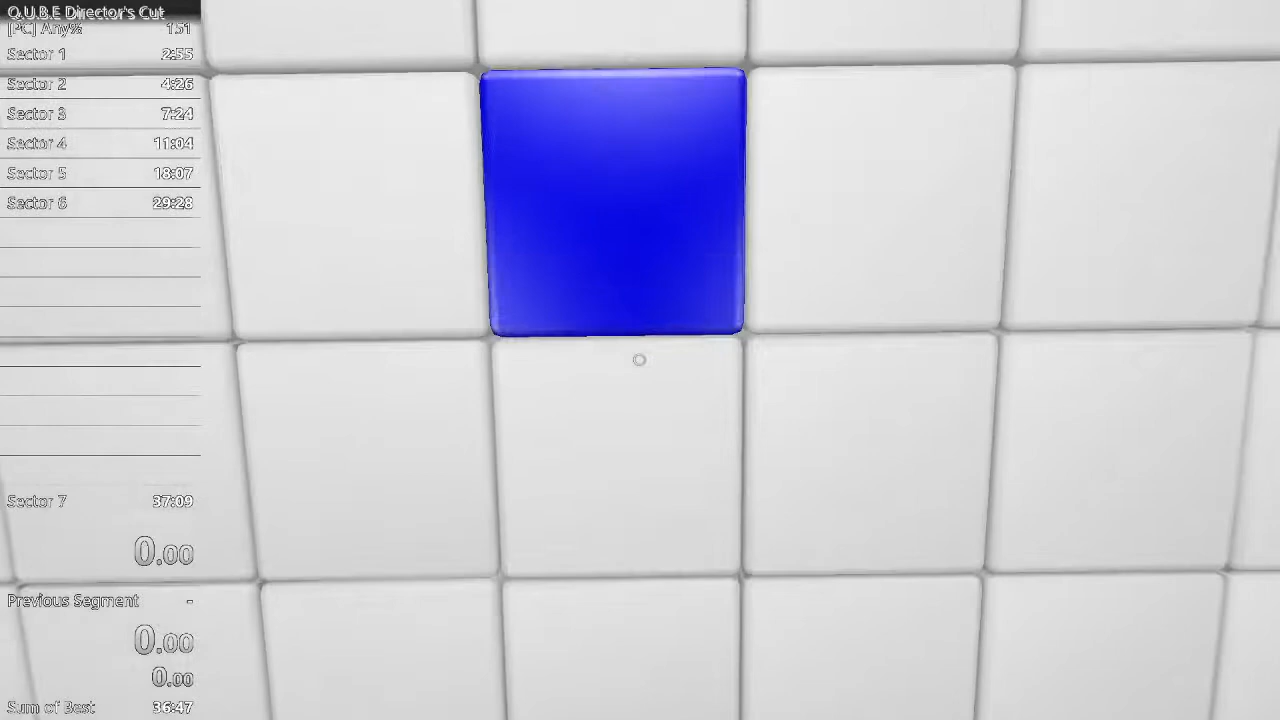 Q.U.B.E Director's Cut
[PC] Any% 151
Sector 1 2:55
Sector 2 4:26
Sector 3 7:24
Sector 4 11:04
Sector 5 18:07
Sector 6 29:28
Sector 7 37:09
0.00
Previous Segment -
0.00
0.00
Sum of Best 36:47